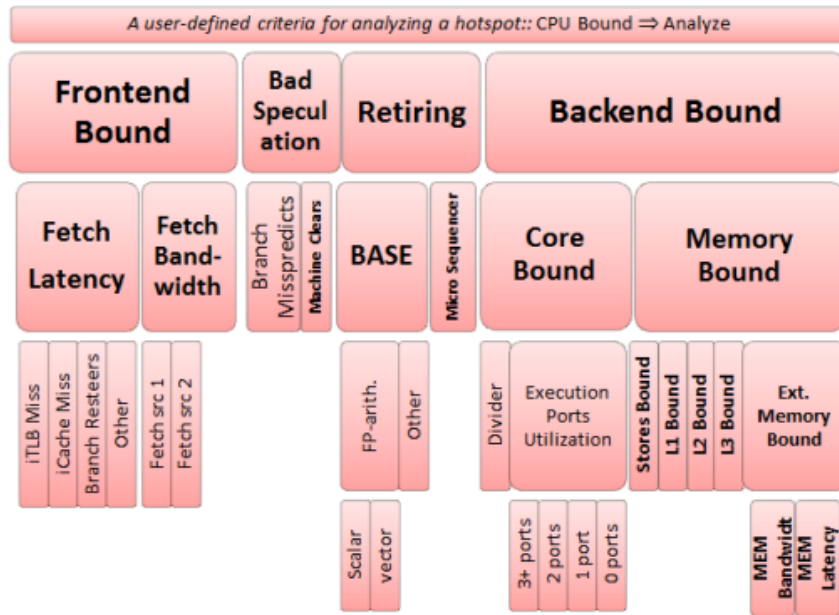 A user-defined criteria for analyzing a hotspot:: CPU Bound ⇒ Analyze
Frontend
Bound
Bad
Specul
ation
Retiring
Backend Bound
Fetch
Latency
Fetch
Band-
width
Branch
Misspredicts
Machine Clears
BASE
Micro Sequencer
Core
Bound
Memory
Bound
iTLB Miss
iCache Miss
Branch Resteers
Other
Fetch src 1
Fetch src 2
FP-arith.
Other
Divider
Execution
Ports
Utilization
Stores Bound
L1 Bound
L2 Bound
L3 Bound
Ext.
Memory
Bound
Scalar
vector
3+ ports
2 ports
1 port
0 ports
MEM
Bandwidt
MEM
Latency